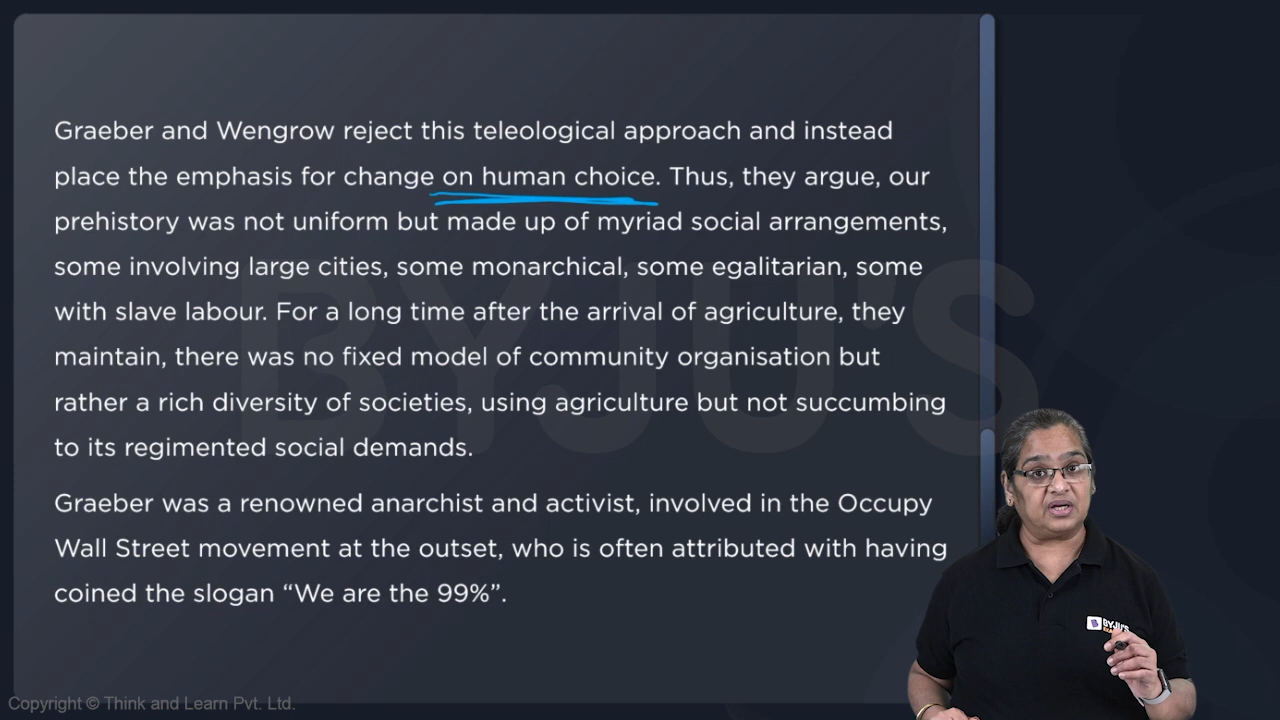 Graeber and Wengrow reject this teleological approach and instead
place the emphasis for change on human choice. Thus, they argue, our
prehistory was not uniform but made up of myriad social arrangements,
some involving large cities, some monarchical, some egalitarian, some
with slave labour. For a long time after the arrival of agriculture, they
maintain, there was no fixed model of community organisation but
rather a rich diversity of societies, using agriculture but not succumbing
to its regimented social demands.
Graeber was a renowned anarchist and activist, involved in the Occupy
Wall Street movement at the outset, who is often attributed with having
coined the slogan “We are the 99%”.
BYJU'S
BYJU'S
Copyright © Think and Learn Pvt. Ltd.